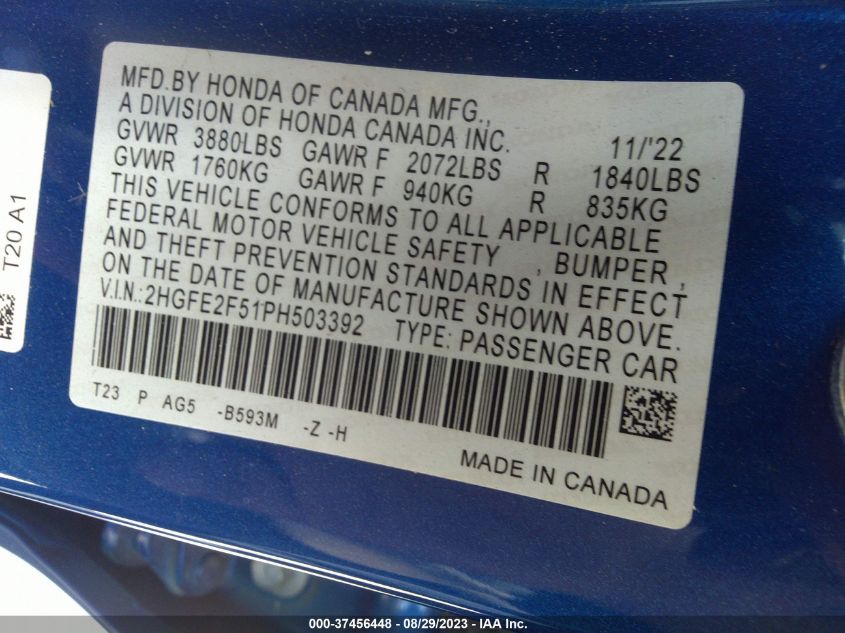 MFD.BY HONDA OF CANADA MFG.,
A DIVISION OF HONDA CANADA INC.
11/'22
GVWR 3880LBS GAWR F 2072LBS R 1840LBS
GVWR 1760KG GAWR F 940KG R 835KG
THIS VEHICLE CONFORMS TO ALL APPLICABLE
FEDERAL MOTOR VEHICLE SAFETY , BUMPER ,
AND THEFT PREVENTION STANDARDS IN EFFECT
ON THE DATE OF MANUFACTURE SHOWN ABOVE.
V.I.N.:2HGFE2F51PH503392 TYPE: PASSENGER CAR
T23 P AG5 -B593M -Z -H
MADE IN CANADA
T20 A1
000-37456448 - 08/29/2023 - IAA Inc.